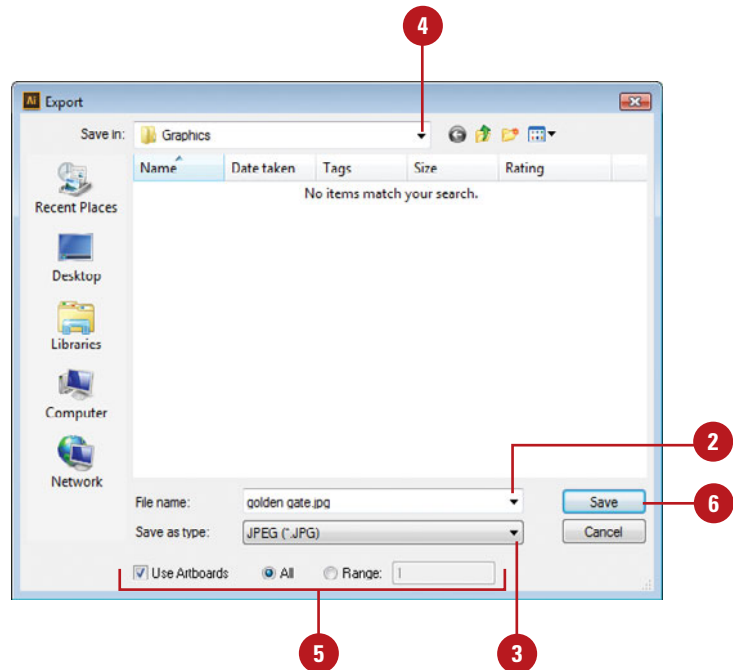 4
Ai Export
Save in: Graphics
Name Date taken Tags Size Rating
No items match your search.
Recent Places
Desktop
Libraries
Computer
Network
2
File name: golden gate.jpg Save
6
Save as type: JPEG (*.JPG) Cancel
Use Artboards All Range: 1
5 3